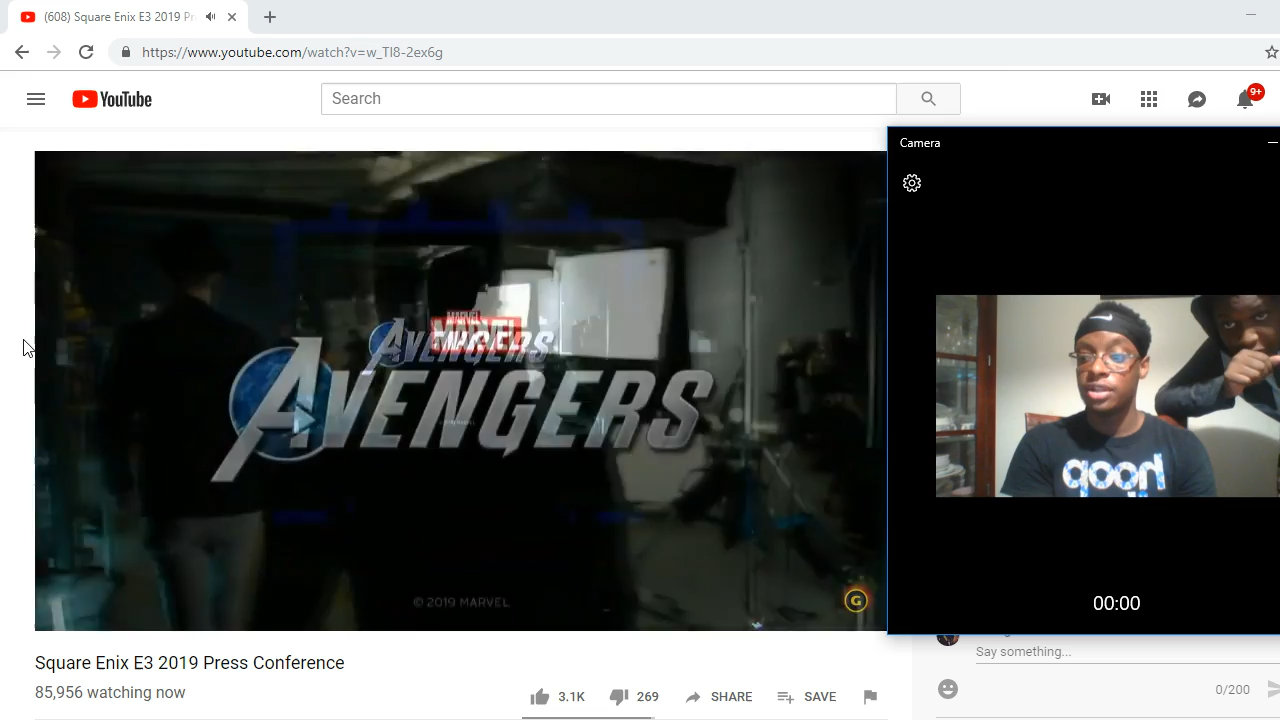 (608) Square Enix E3 2019 Pr
https://www.youtube.com/watch?v=w_Tl8-2ex6g
YouTube
Search
9+
Camera
MARVEL
AVENGERS
AVENGERS
© 2019 MARVEL
G
good
00:00
Square Enix E3 2019 Press Conference
85,956 watching now
3.1K
269
SHARE
SAVE
Say something...
0/200